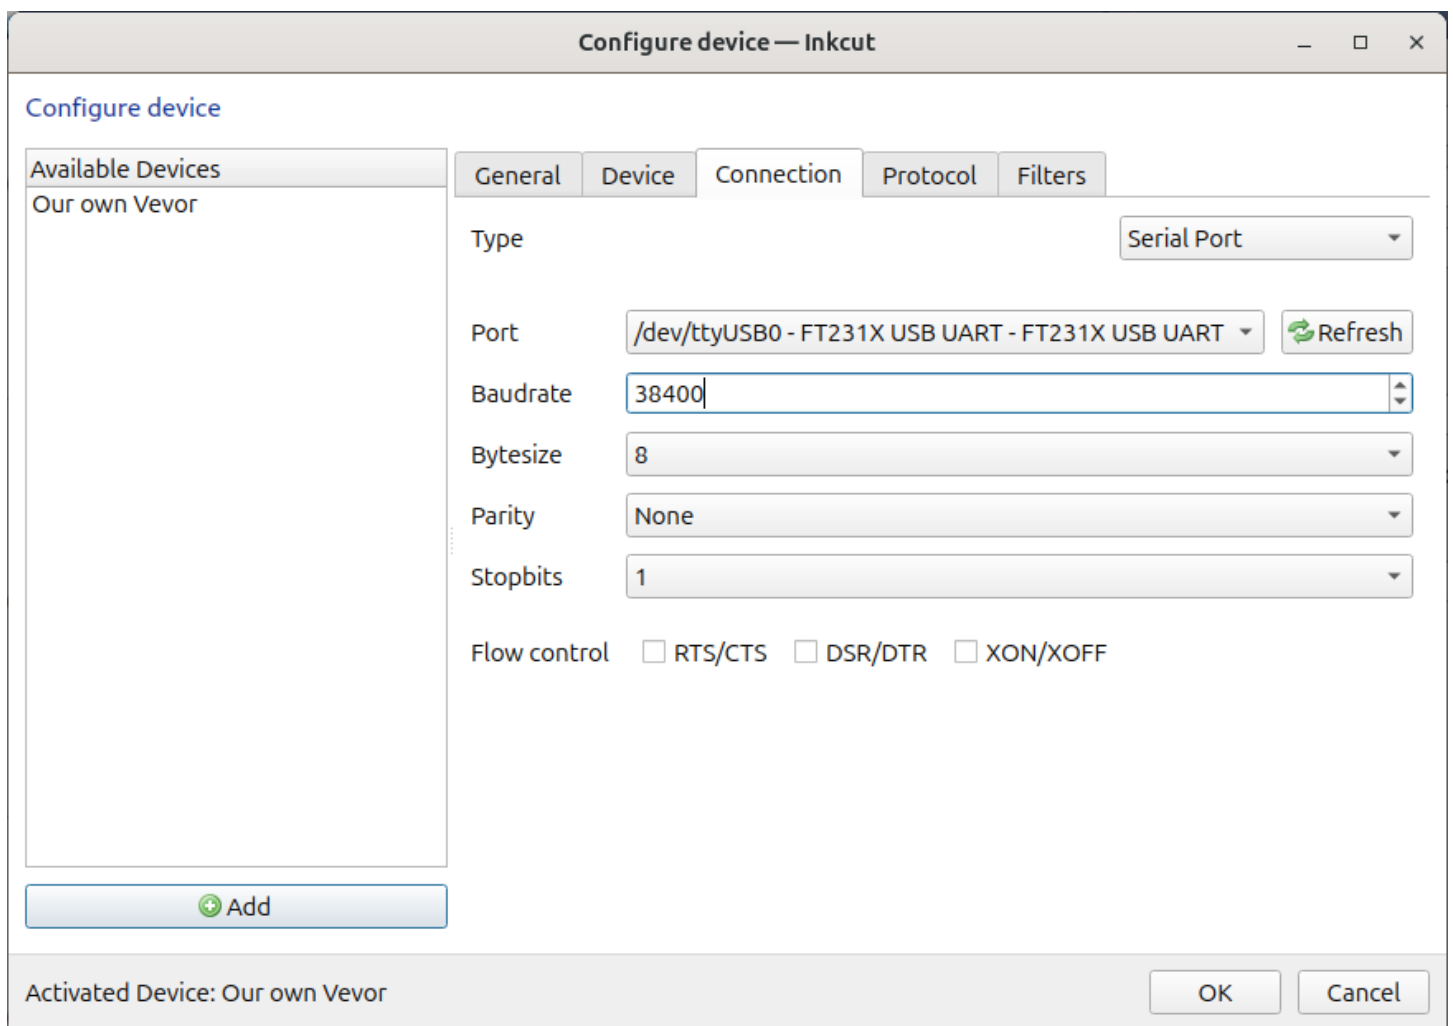 Configure device — Inkcut
Configure device
Available Devices
Our own Vevor
General Device Connection Protocol Filters
Type Serial Port
Port /dev/ttyUSB0 - FT231X USB UART - FT231X USB UART Refresh
Baudrate 38400
Bytesize 8
Parity None
Stopbits 1
Flow control RTS/CTS DSR/DTR XON/XOFF
Add
Activated Device: Our own Vevor OK Cancel